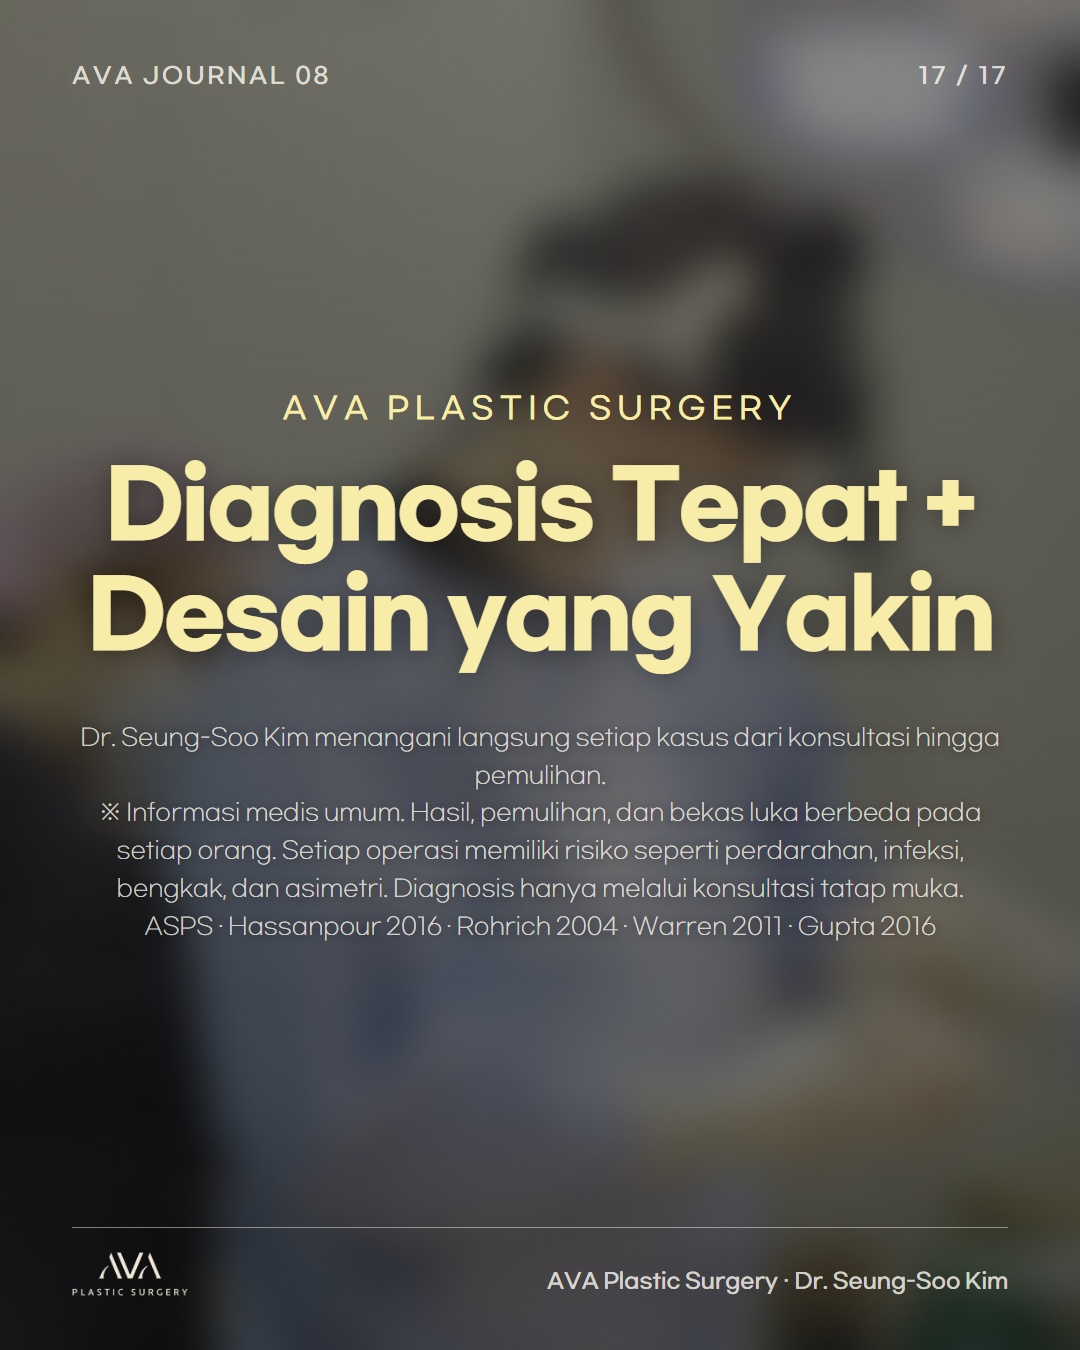 AVA JOURNAL 08
17 / 17
AVA PLASTIC SURGERY
Diagnosis Tepat +
Desain yang Yakin
Dr. Seung-Soo Kim menangani langsung setiap kasus dari konsultasi hingga
pemulihan.
※ Informasi medis umum. Hasil, pemulihan, dan bekas luka berbeda pada
setiap orang. Setiap operasi memiliki risiko seperti perdarahan, infeksi,
bengkak, dan asimetri. Diagnosis hanya melalui konsultasi tatap muka.
ASPS · Hassanpour 2016 · Rohrich 2004 · Warren 2011 · Gupta 2016
AVA
PLASTIC SURGERY
AVA Plastic Surgery · Dr. Seung-Soo Kim